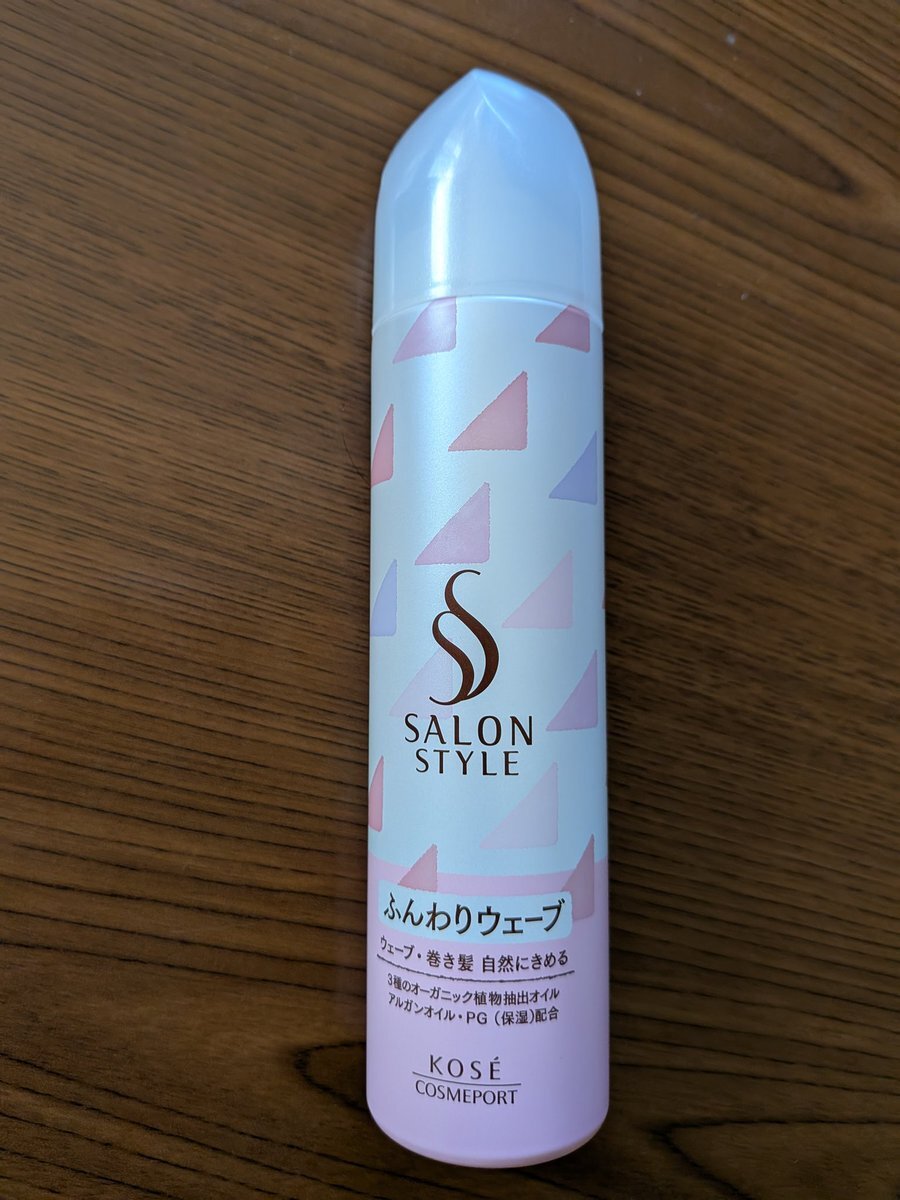 SALON
STYLE
ふんわりウェーブ
ウェーブ・巻き髪 自然にきめる
3種のオーガニック植物抽出オイル
アルガンオイル・PG（保湿）配合
KOSÉ
COSMEPORT